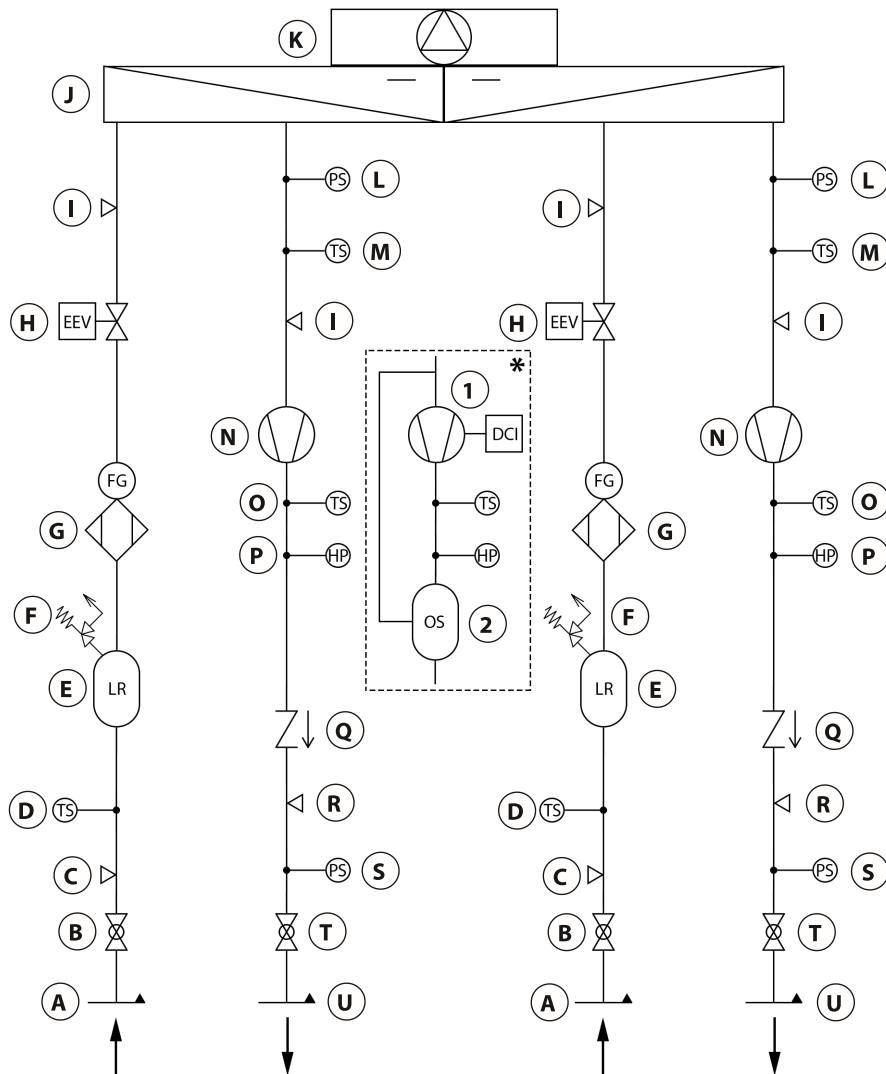 K
J
PS L PS L
I I
TS M TS M
H EEV I H EEV I
* 
1
N DCI N
FG O TS TS FG TS O
G G
P HP HP HP P
F OS 2 F
E LR LR E
Q Q
D TS R D TS R
C PS S C PS S
B T B T
A U A U